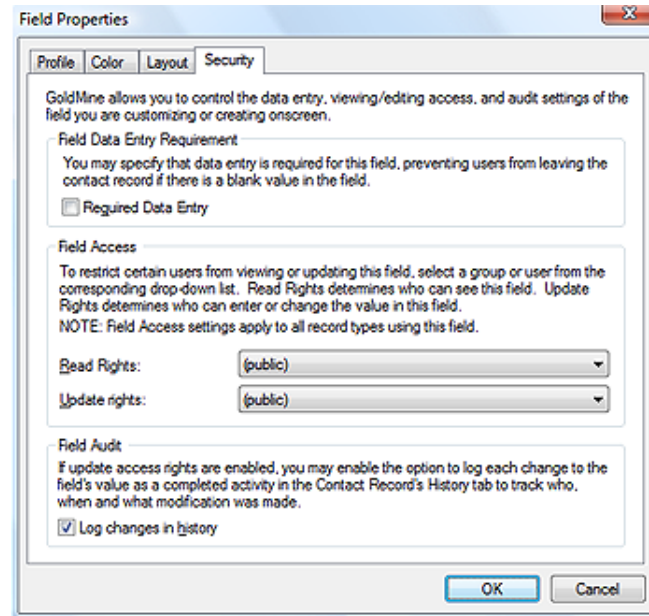 Field Properties
Profile Color Layout Security
GoldMine allows you to control the data entry, viewing/editing access, and audit settings of the
field you are customizing or creating onscreen.
Field Data Entry Requirement
You may specify that data entry is required for this field, preventing users from leaving the
contact record if there is a blank value in the field.
Required Data Entry
Field Access
To restrict certain users from viewing or updating this field, select a group or user from the
corresponding drop-down list. Read Rights determines who can see this field. Update
Rights determines who can enter or change the value in this field.
NOTE: Field Access settings apply to all record types using this field.
Read Rights: (public)
Update rights: (public)
Field Audit
If update access rights are enabled, you may enable the option to log each change to the
field's value as a completed activity in the Contact Record's History tab to track who,
when and what modification was made.
Log changes in history
OK Cancel